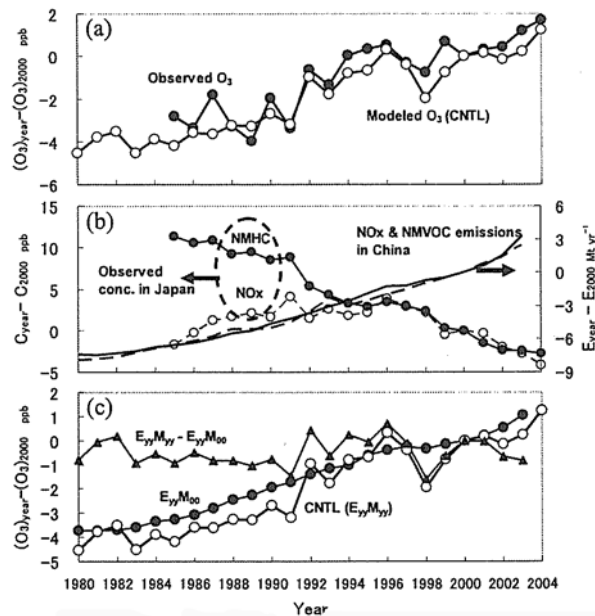 (a)
2
0
-2
-4
-6
(O₃)year-(O₃)2000 ppb
Observed O₃
Modeled O₃ (CNTL)
(b)
15
10
5
0
-5
Cyear- C2000 ppb
NMHC
Observed
conc. in Japan
NOx
NOx & NMVOC emissions
in China
6
3
0
-3
-6
-9
Eyear - E2000 Mt yr⁻¹
(c)
2
1
0
-1
-2
-3
-4
-5
(O₃)year-(O₃)2000 ppb
EyyMyy - EyyM00
EyyM00
CNTL (EyyMyy)
1980 1982 1984 1986 1988 1990 1992 1994 1996 1998 2000 2002 2004
Year